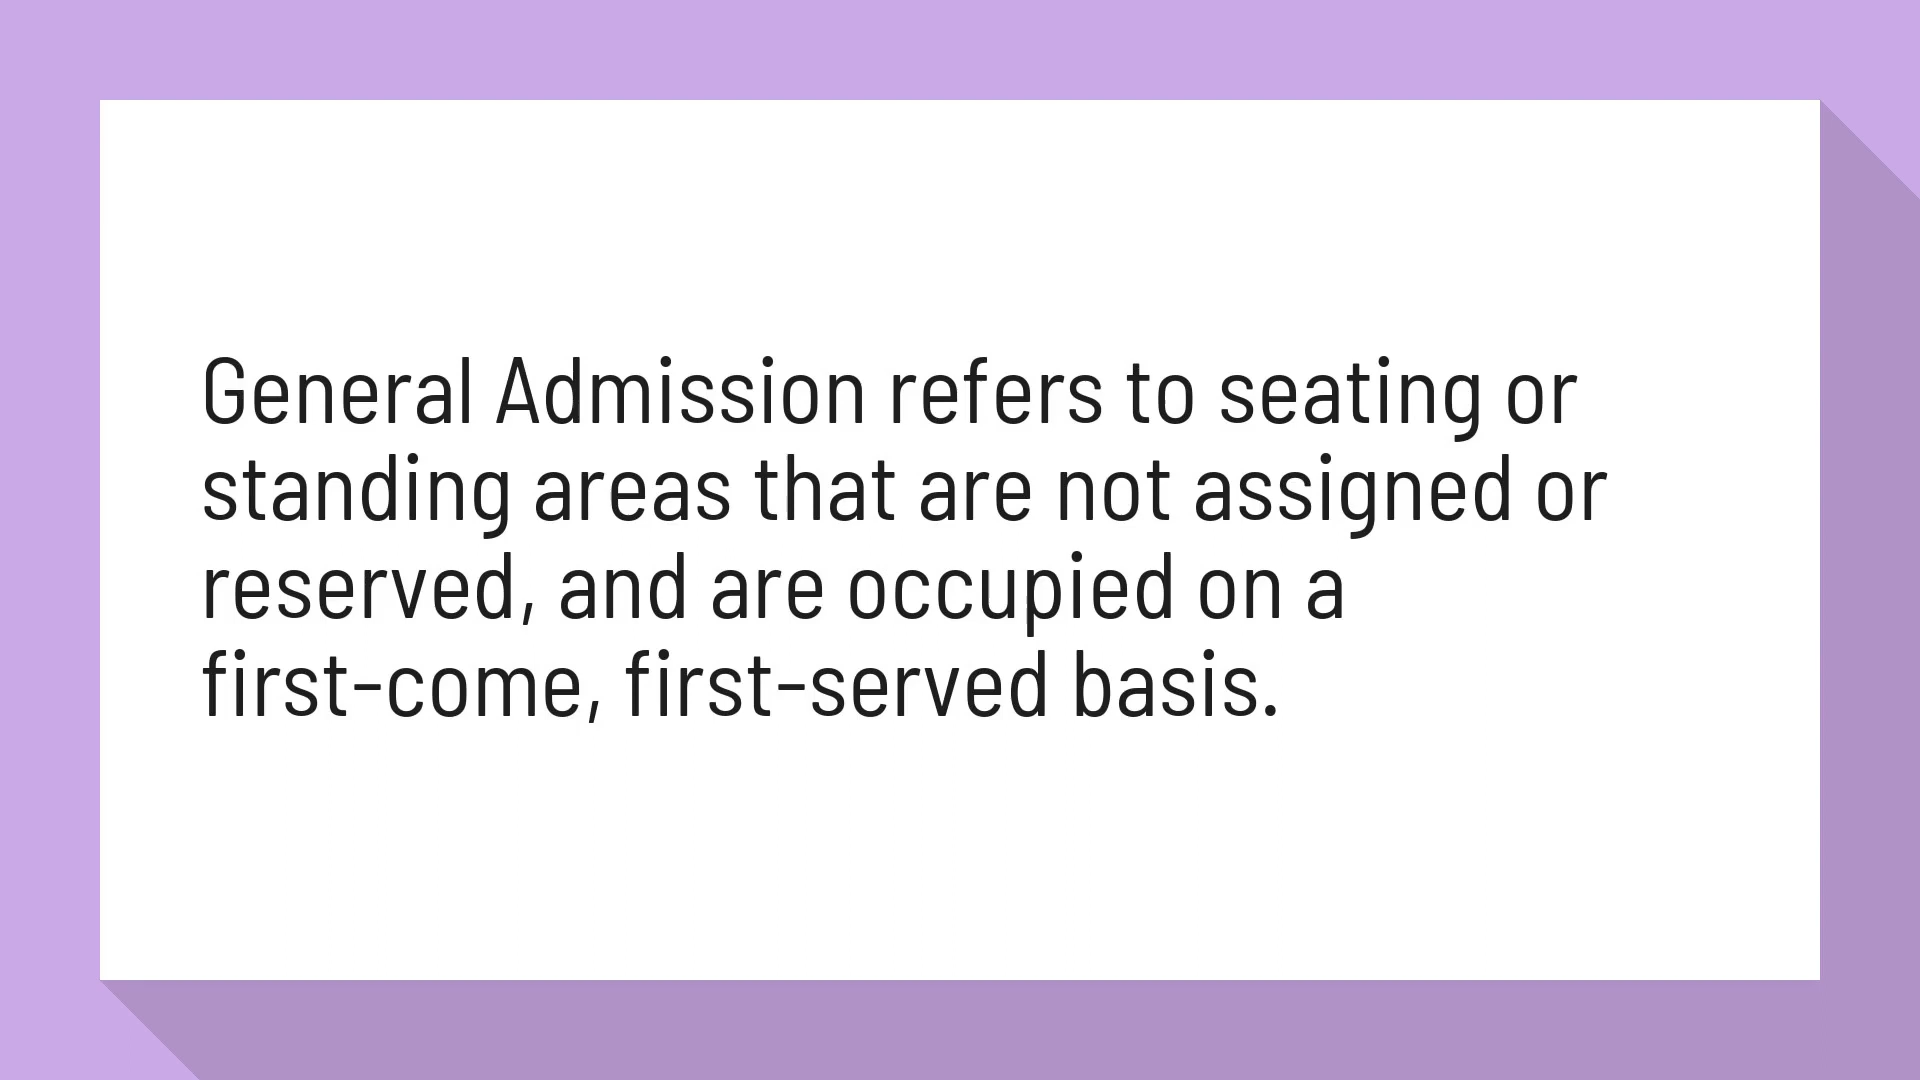 General Admission refers to seating or
standing areas that are not assigned or
reserved, and are occupied on a
first-come, first-served basis.